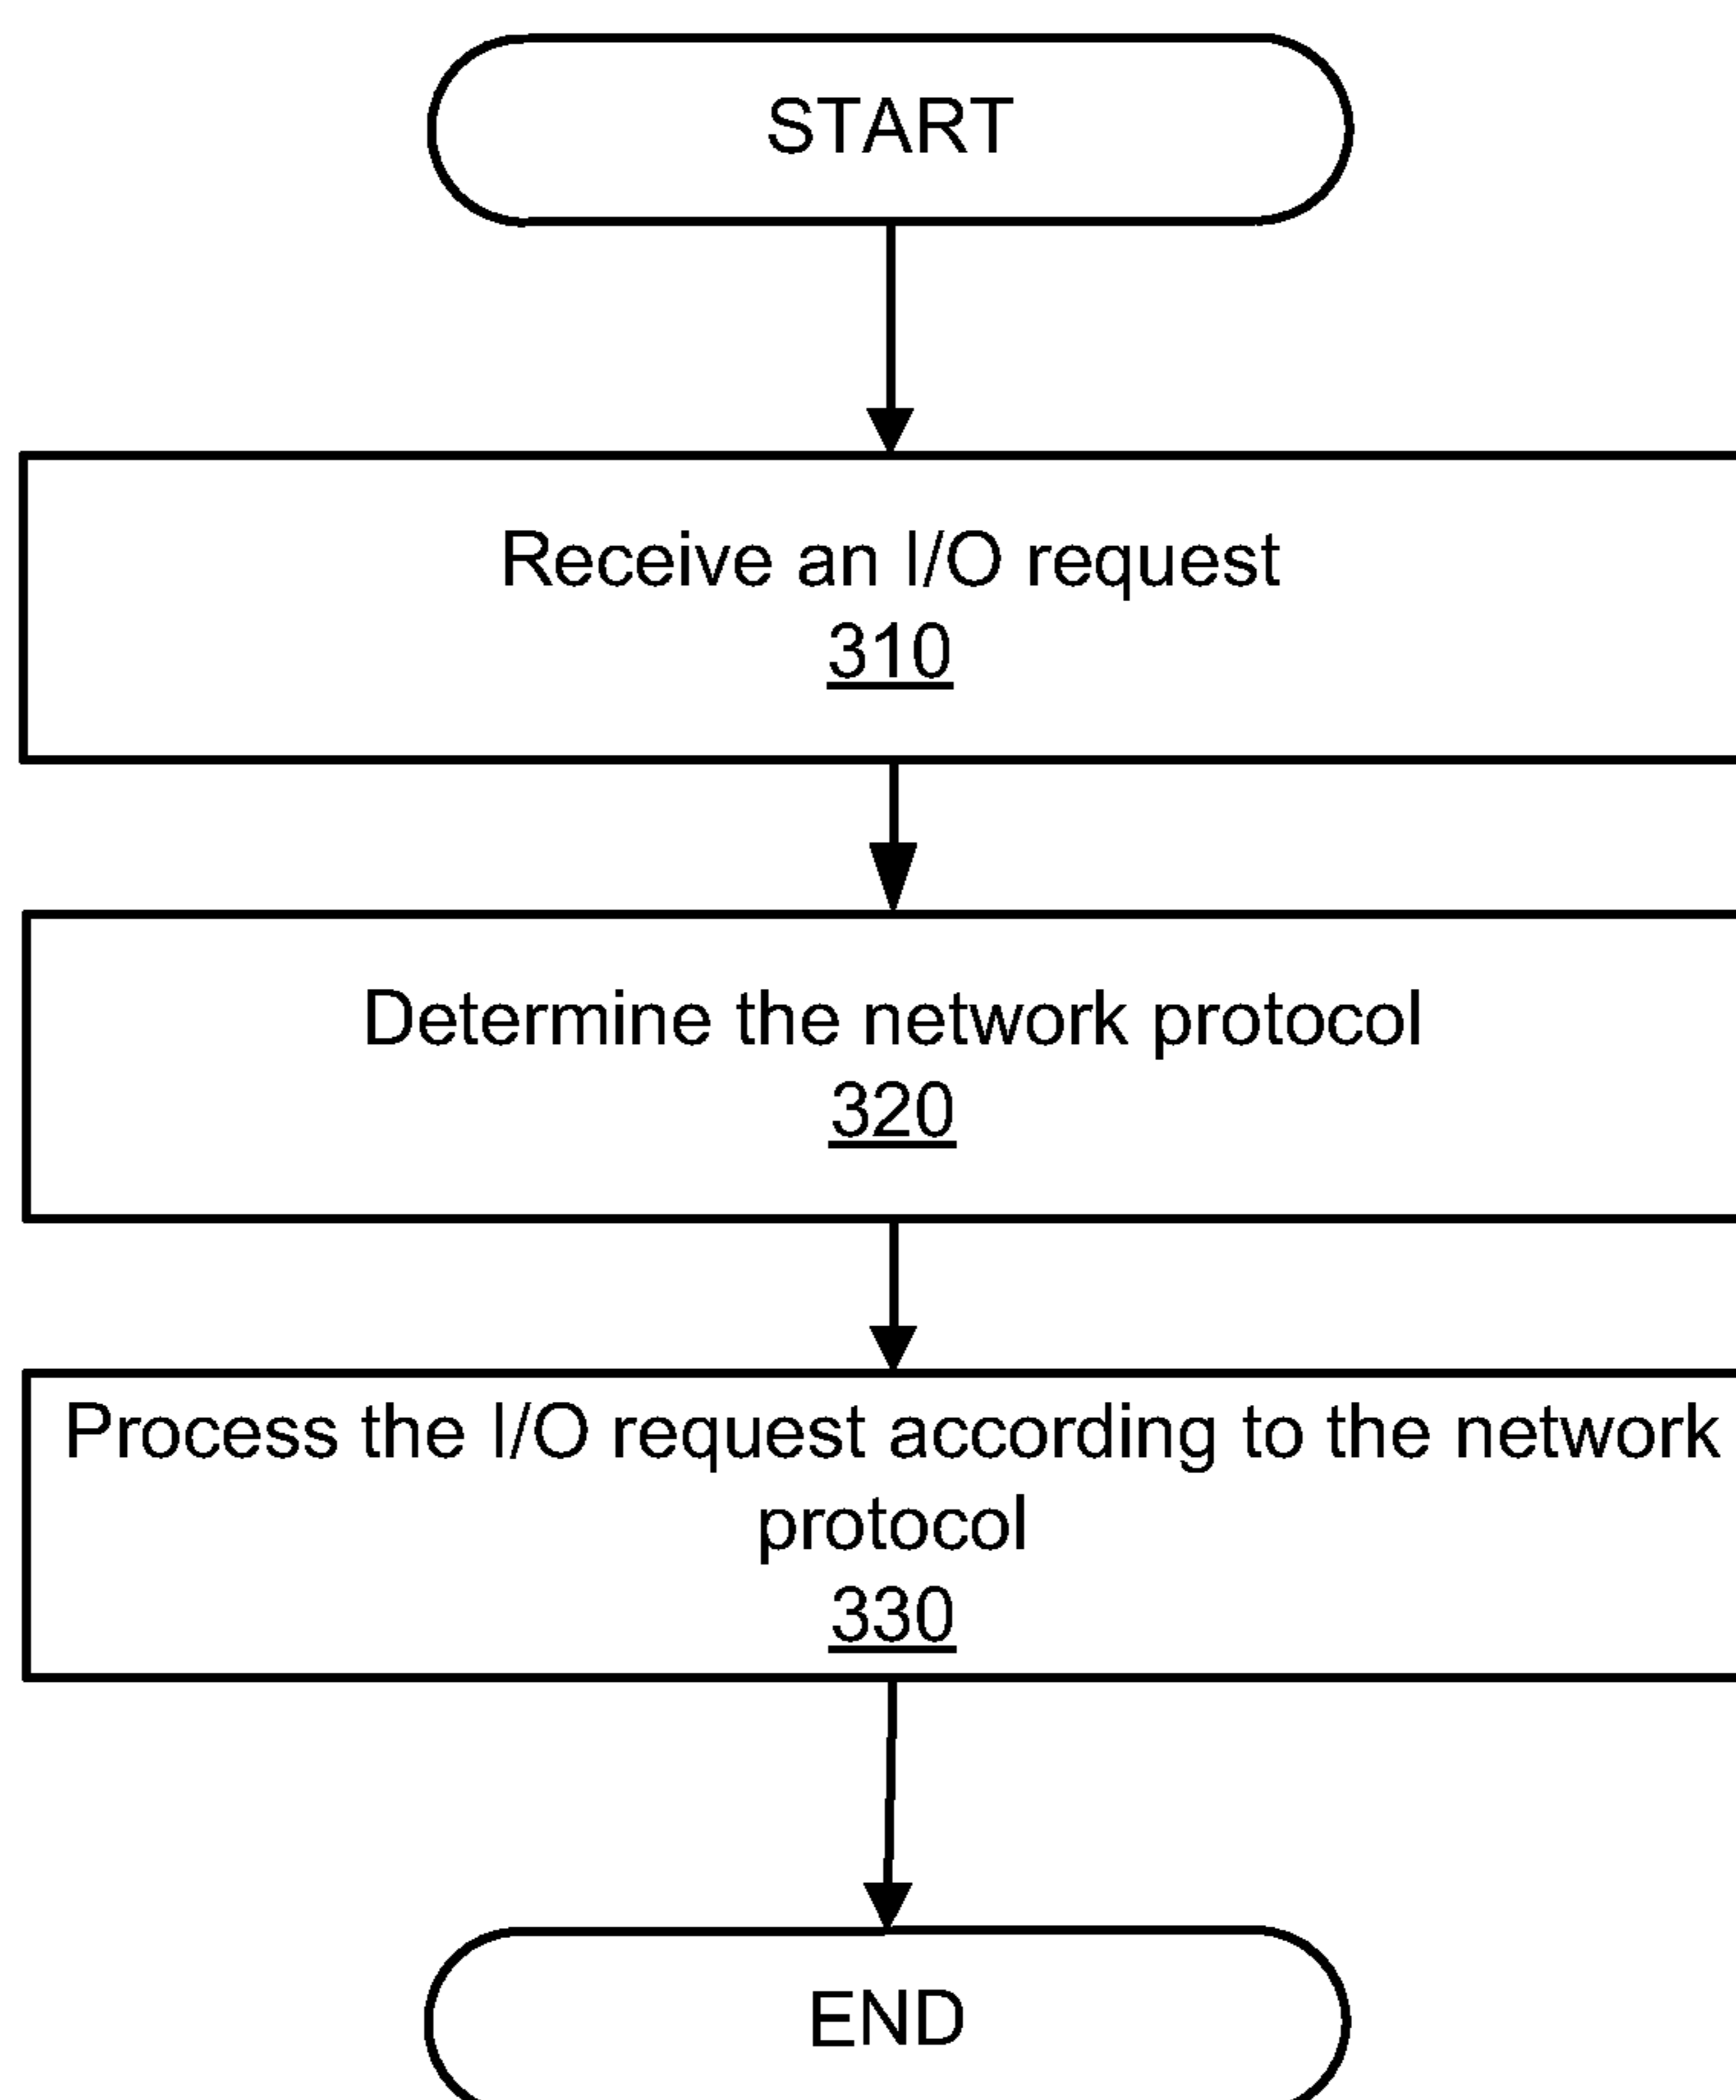 START
Receive an I/O request
310
Determine the network protocol
320
Process the I/O request according to the network
protocol
330
END